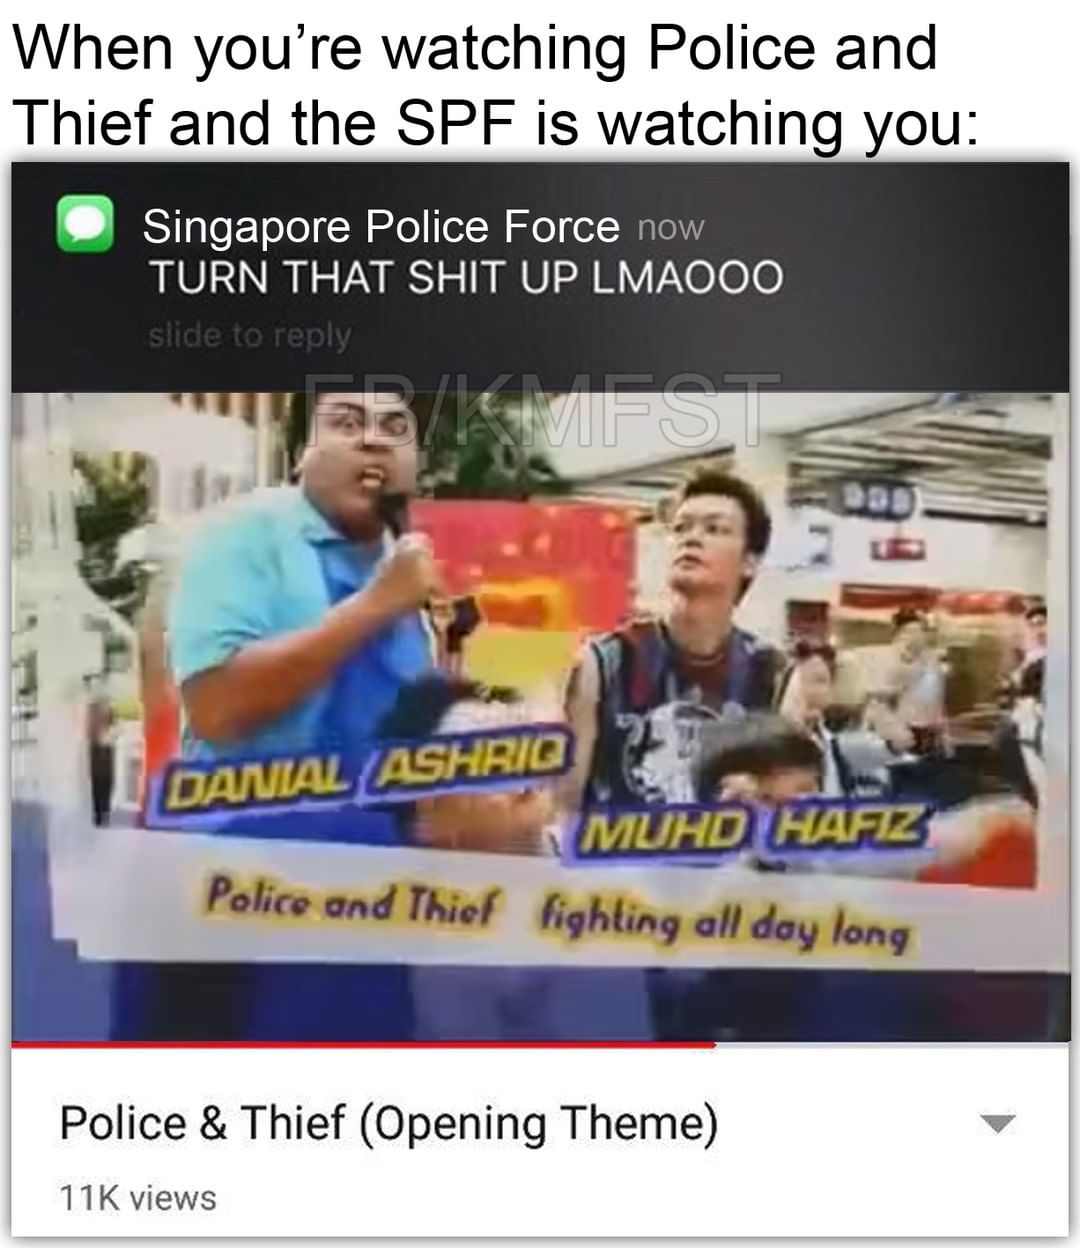 When you’re watching Police and
Thief and the SPF is watching you:
Singapore Police Force now
TURN THAT SHIT UP LMAOOO
slide to reply
FB/KMFST
DANIAL ASHRIQ
MUHD HAFIZ
Police and Thief fighting all day long
Police & Thief (Opening Theme)
11K views